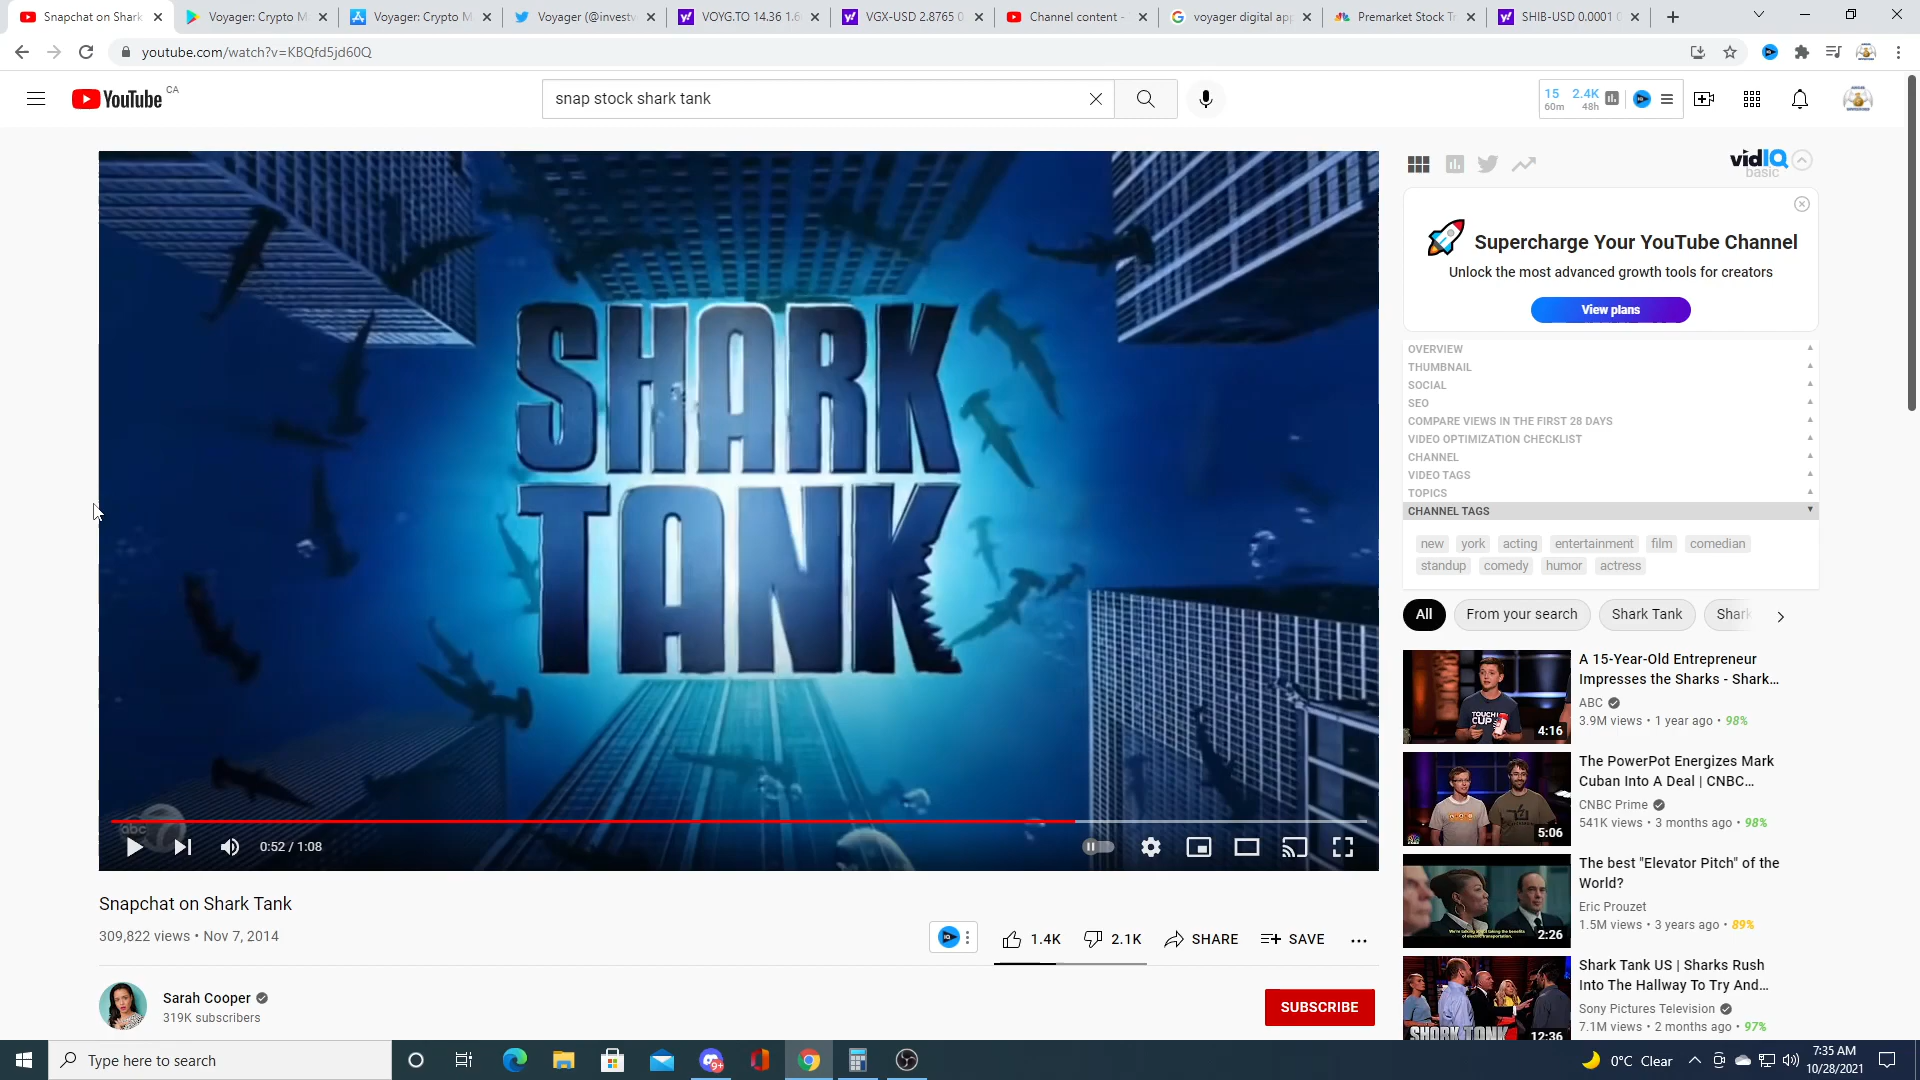 Snapchat on Shark
Voyager: Crypto M
Voyager: Crypto M
Voyager (@investv
VOYG.TO 14.36 1.6
VGX-USD 2.8765 0
Channel content -
voyager digital app
Premarket Stock Tr
SHIB-USD 0.0001 0
youtube.com/watch?v=KBQfd5jd60Q
YouTube CA
snap stock shark tank
15 2.4K
60m 48h
SHARK
TANK
abc 7
0:52 / 1:08
Snapchat on Shark Tank
309,822 views • Nov 7, 2014
1.4K 2.1K SHARE SAVE
Sarah Cooper
319K subscribers
SUBSCRIBE
vidIQ
basic
Supercharge Your YouTube Channel
Unlock the most advanced growth tools for creators
View plans
OVERVIEW
THUMBNAIL
SOCIAL
SEO
COMPARE VIEWS IN THE FIRST 28 DAYS
VIDEO OPTIMIZATION CHECKLIST
CHANNEL
VIDEO TAGS
TOPICS
CHANNEL TAGS
new york acting entertainment film comedian
standup comedy humor actress
All From your search Shark Tank Shark
TOUCH
CUP
4:16
A 15-Year-Old Entrepreneur
Impresses the Sharks - Shark...
ABC
3.9M views • 1 year ago • 98%
5:06
The PowerPot Energizes Mark
Cuban Into A Deal | CNBC...
CNBC Prime
541K views • 3 months ago • 98%
2:26
The best "Elevator Pitch" of the
World?
Eric Prouzet
1.5M views • 3 years ago • 89%
SHARK TANK
12:36
Shark Tank US | Sharks Rush
Into The Hallway To Try And...
Sony Pictures Television
7.1M views • 2 months ago • 97%
Type here to search
9+
0°C Clear
7:35 AM
10/28/2021